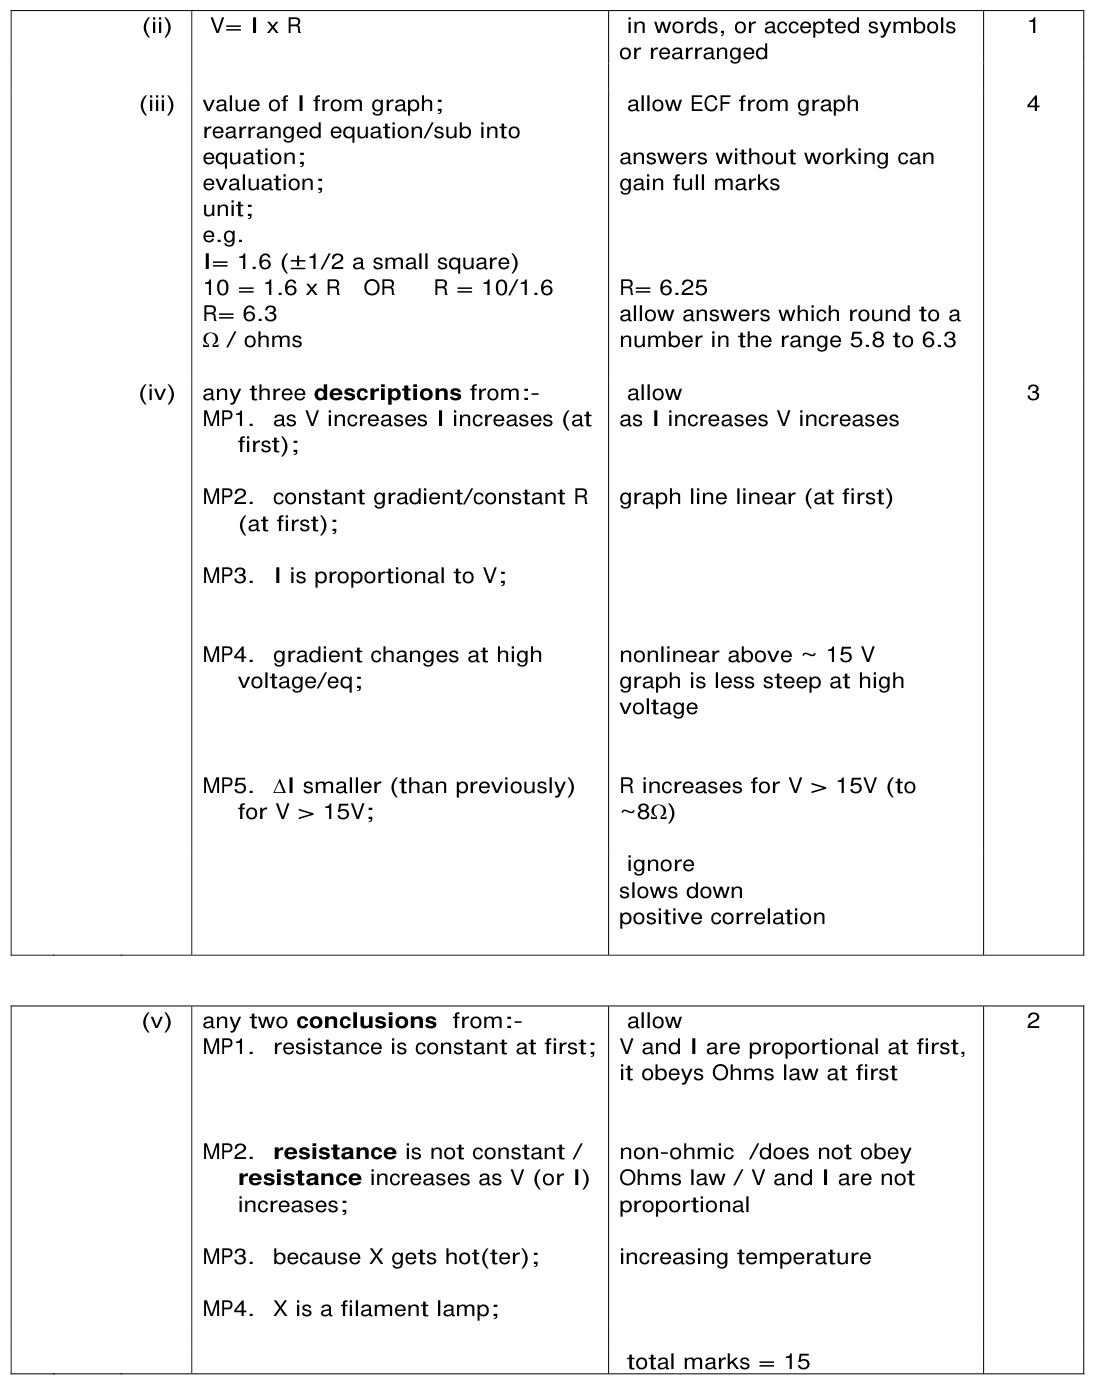 (ii) V= I x R in words, or accepted symbols 1
or rearranged
(iii) value of I from graph; allow ECF from graph 4
rearranged equation/sub into
equation; answers without working can
evaluation; gain full marks
unit;
e.g.
I= 1.6 (±1/2 a small square)
10 = 1.6 x R OR R = 10/1.6 R= 6.25
R= 6.3 allow answers which round to a
Ω / ohms number in the range 5.8 to 6.3
(iv) any three descriptions from:- allow 3
MP1. as V increases I increases (at as I increases V increases
first);
MP2. constant gradient/constant R graph line linear (at first)
(at first);
MP3. I is proportional to V;
MP4. gradient changes at high nonlinear above ~ 15 V
voltage/eq; graph is less steep at high
voltage
MP5. ΔI smaller (than previously) R increases for V > 15V (to
for V > 15V; ~8Ω)
ignore
slows down
positive correlation
(v) any two conclusions from:- allow 2
MP1. resistance is constant at first; V and I are proportional at first,
it obeys Ohms law at first
MP2. resistance is not constant / non-ohmic /does not obey
resistance increases as V (or I) Ohms law / V and I are not
increases; proportional
MP3. because X gets hot(ter); increasing temperature
MP4. X is a filament lamp;
total marks = 15